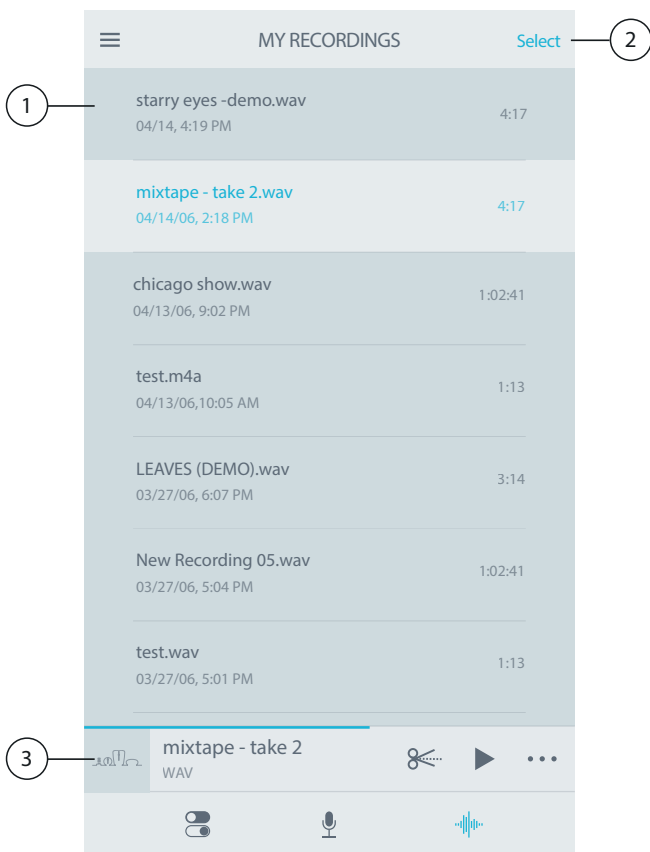 MY RECORDINGS
Select
2
1
starry eyes -demo.wav
04/14, 4:19 PM
4:17
mixtape - take 2.wav
04/14/06, 2:18 PM
4:17
chicago show.wav
04/13/06, 9:02 PM
1:02:41
test.m4a
04/13/06,10:05 AM
1:13
LEAVES (DEMO).wav
03/27/06, 6:07 PM
3:14
New Recording 05.wav
03/27/06, 5:04 PM
1:02:41
test.wav
03/27/06, 5:01 PM
1:13
3
mixtape - take 2
WAV